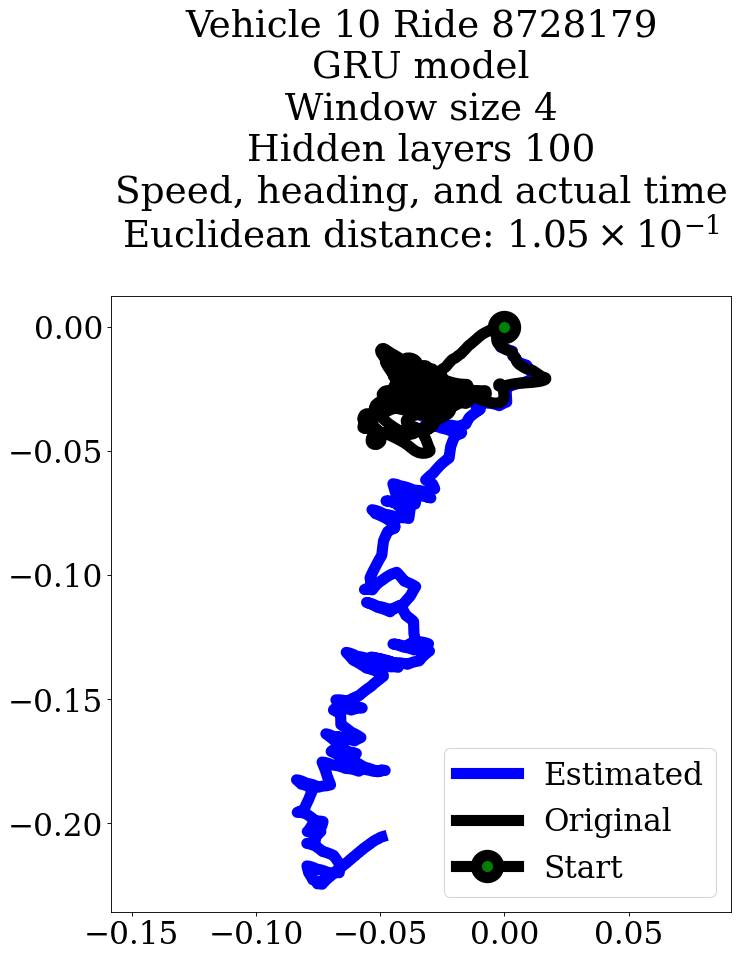 Vehicle 10 Ride 8728179
GRU model
Window size 4
Hidden layers 100
Speed, heading, and actual time
Euclidean distance: 1.05 × 10⁻¹
0.00
−0.05
−0.10
−0.15
−0.20
Estimated
Original
Start
−0.15 −0.10 −0.05 0.00 0.05